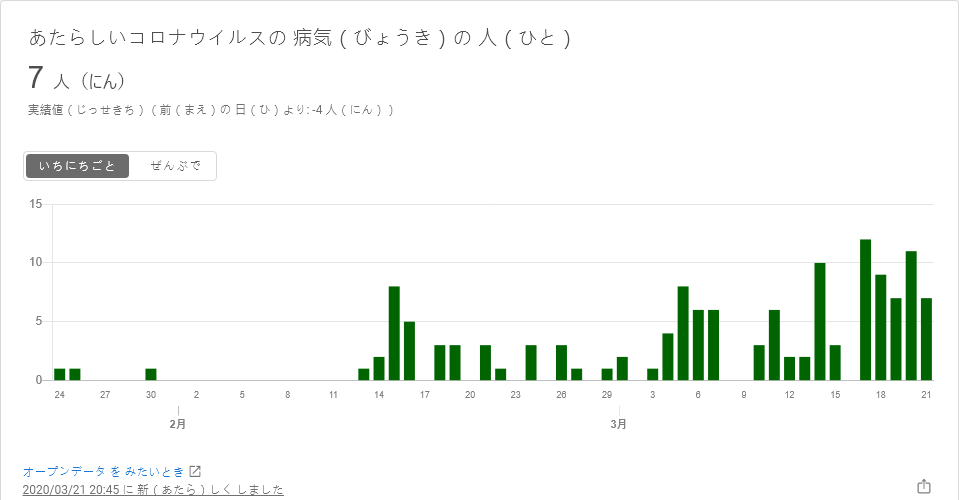 あたらしいコロナウイルスの 病気 ( びょうき ) の 人 ( ひと )
7 人 （にん）
実績値 ( じっせきち ) ( 前 ( まえ ) の 日 ( ひ ) より: -4 人 ( にん ) )
いちにちごと ぜんぶで
15
10
5
0
24 27 30 2 5 8 11 14 17 20 23 26 29 3 6 9 12 15 18 21
2月 3月
オープンデータ を みたいとき
2020/03/21 20:45 に 新 ( あたら ) しく しました